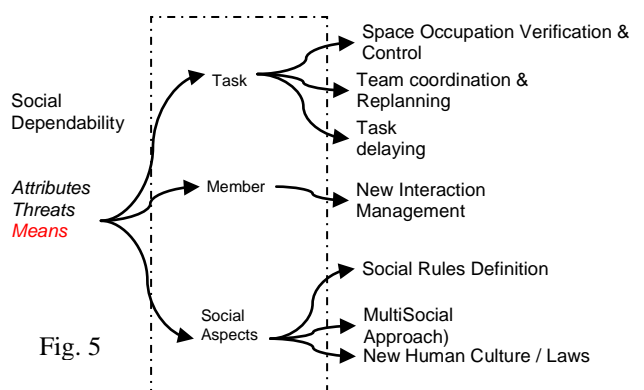 Social
Dependability
Attributes
Threats
Means
Fig. 5
Task
Member
Social
Aspects
Space Occupation Verification &
Control
Team coordination &
Replanning
Task
delaying
New Interaction
Management
Social Rules Definition
MultiSocial
Approach)
New Human Culture / Laws